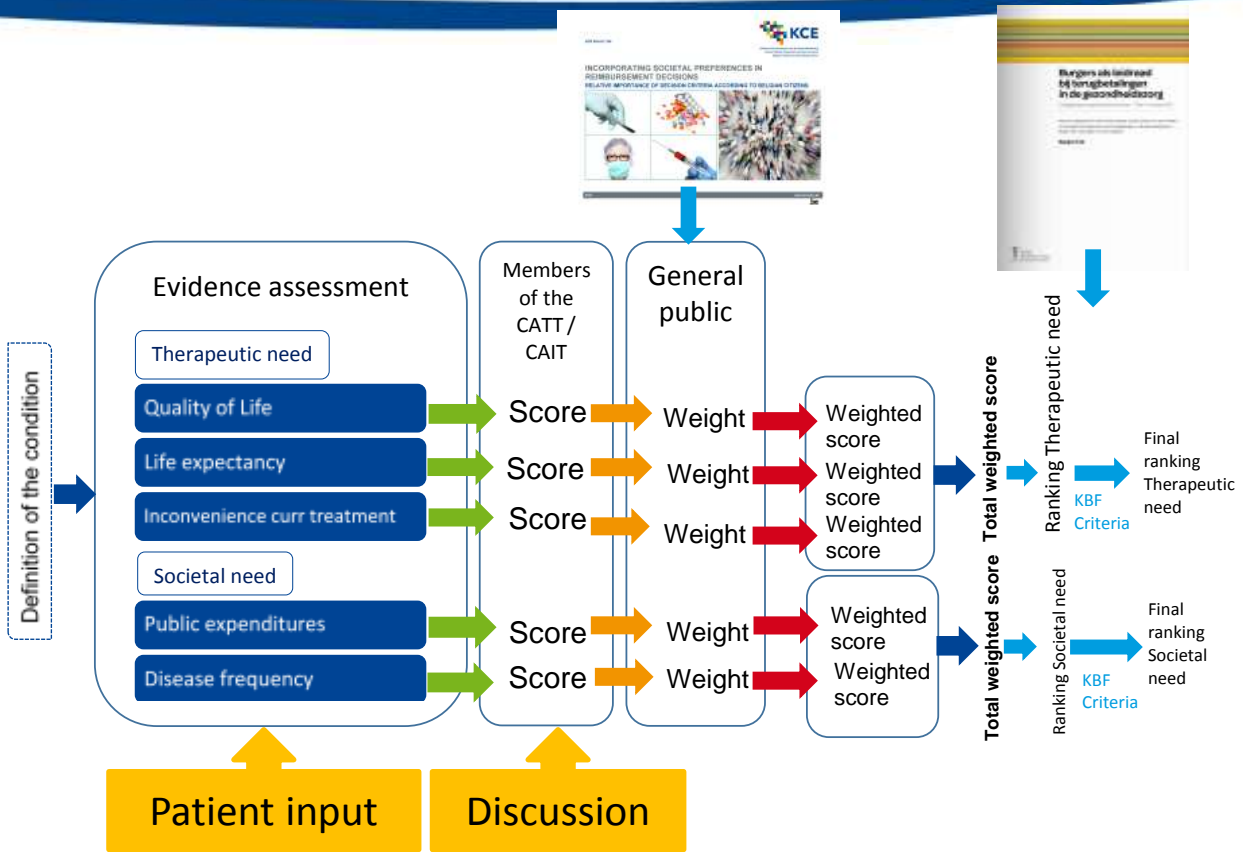 KCE
INCORPORATING SOCIETAL PREFERENCES IN
REIMBURSEMENT DECISIONS
RELATIVE IMPORTANCE OF DECISION CRITERIA ACCORDING TO BELGIAN CITIZENS
Burgers als leidraad
bij terugbetalingen
in de gezondheidszorg
Definition of the condition
Evidence assessment
Therapeutic need
Quality of Life
Life expectancy
Inconvenience curr treatment
Societal need
Public expenditures
Disease frequency
Members
of the
CATT /
CAIT
Score
Score
Score
Score
Score
General
public
Weight
Weight
Weight
Weight
Weight
Weighted
score
Weighted
score
Weighted
score
Weighted
score
Weighted
score
Total weighted score
Total weighted score
Ranking Therapeutic need
KBF
Criteria
Final
ranking
Therapeutic
need
Ranking Societal need
KBF
Criteria
Final
ranking
Societal
need
Patient input
Discussion